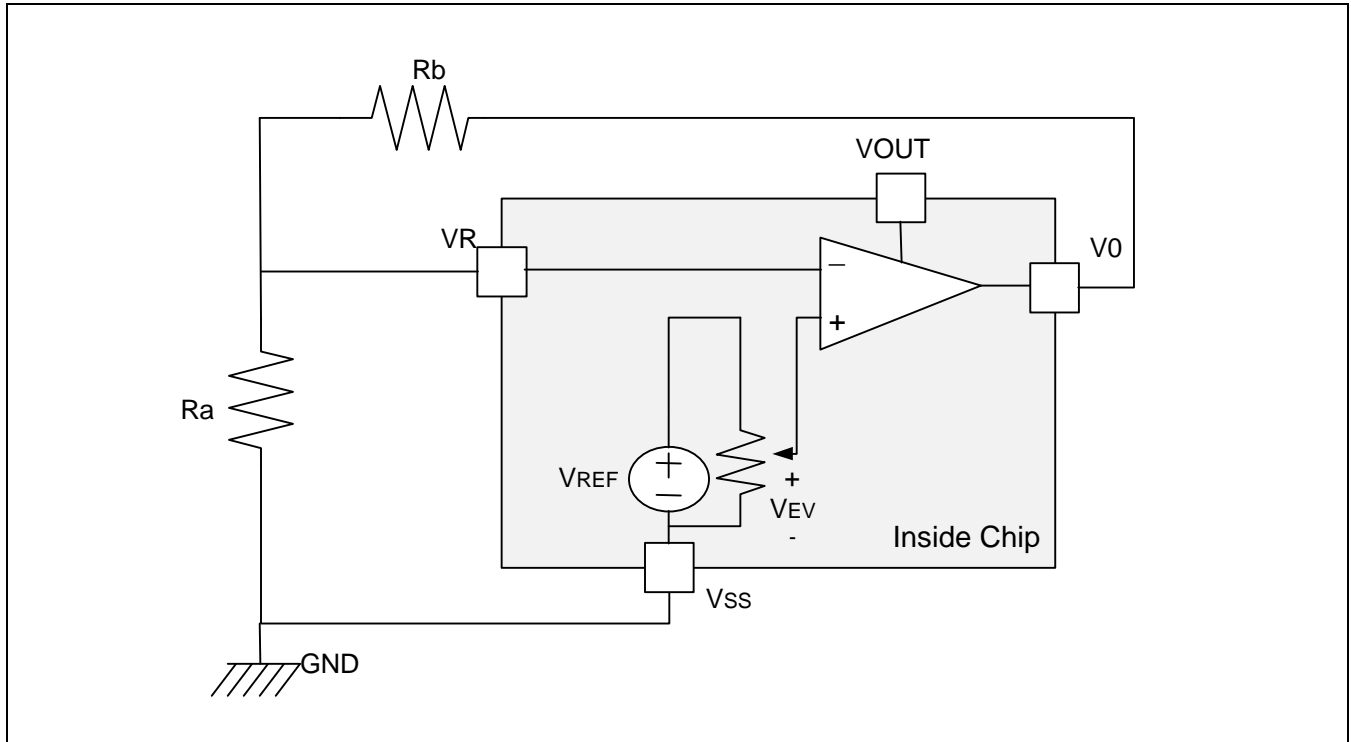 Rb
VOUT
VR
V0
−
+
Ra
VREF
+
−
+
VEV
-
Inside Chip
VSS
GND